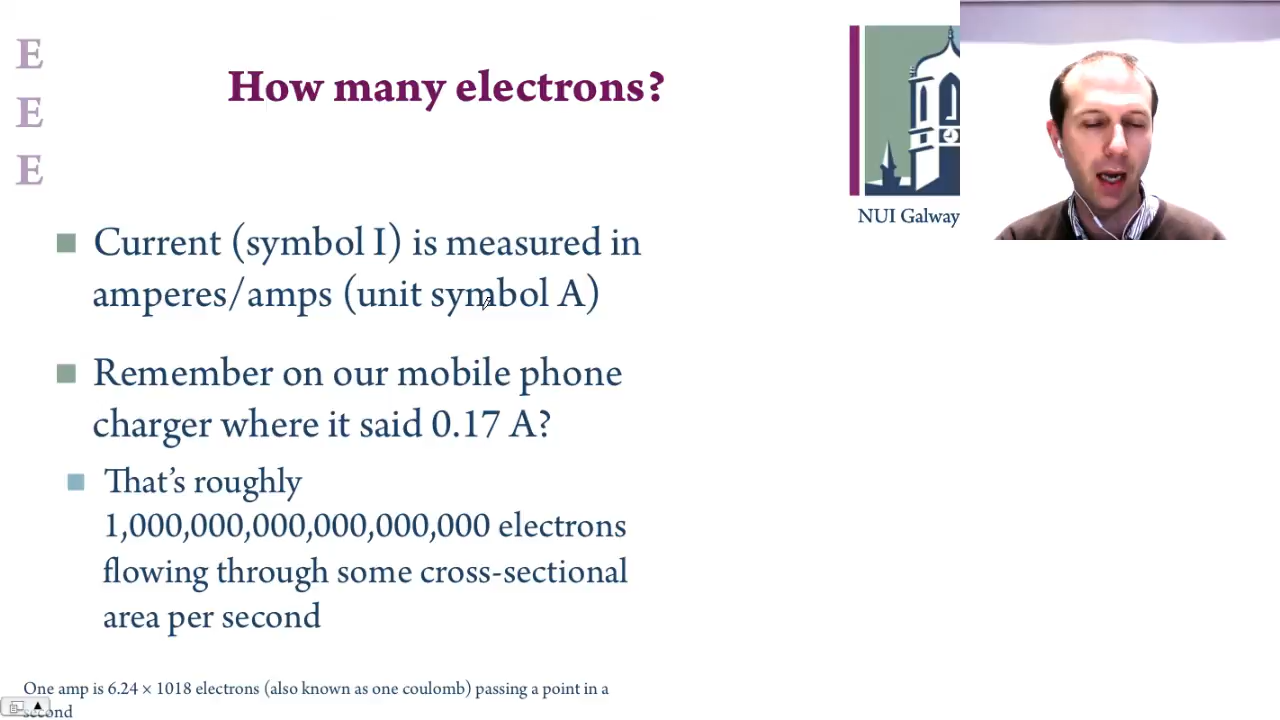 E
E
E
How many electrons?
NUI Galway
Current (symbol I) is measured in
amperes/amps (unit symbol A)
Remember on our mobile phone
charger where it said 0.17 A?
That's roughly
1,000,000,000,000,000,000 electrons
flowing through some cross-sectional
area per second
One amp is 6.24 × 1018 electrons (also known as one coulomb) passing a point in a
second